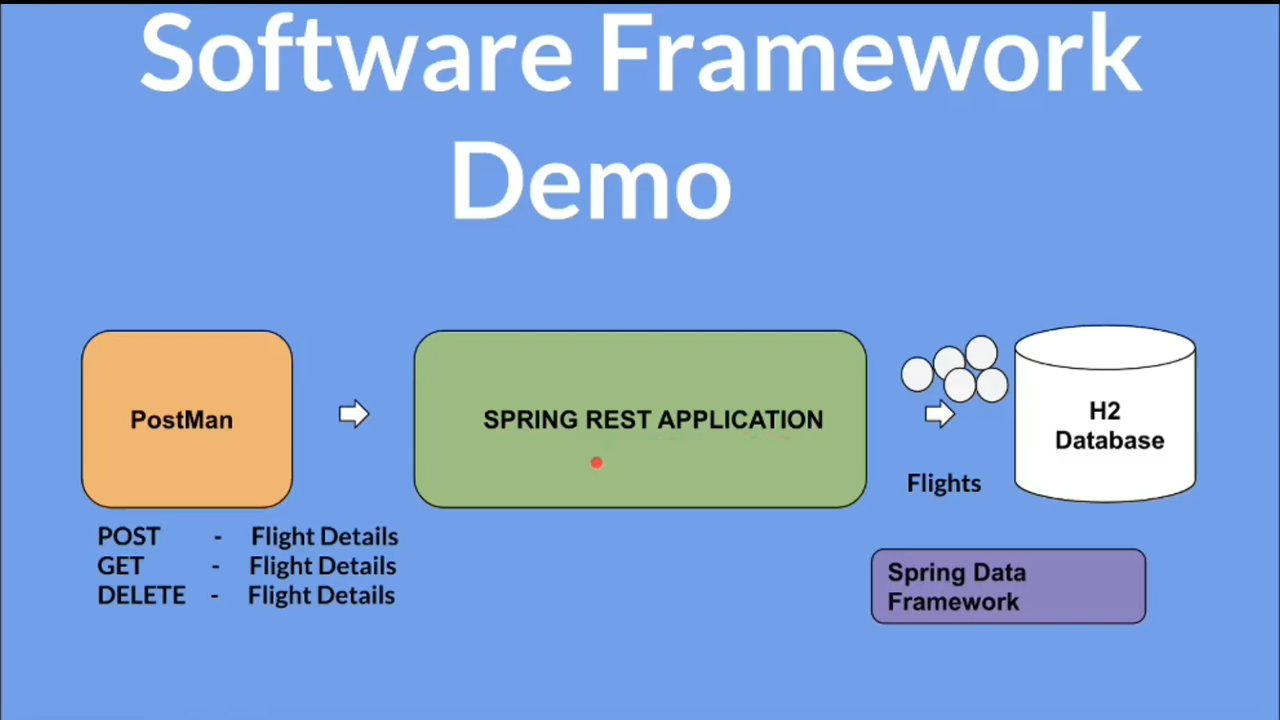 Software Framework
Demo
PostMan
SPRING REST APPLICATION
H2
Database
Flights
POST - Flight Details
GET - Flight Details
DELETE - Flight Details
Spring Data
Framework